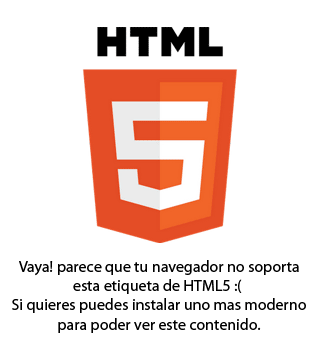 HTML
5
Vaya! parece que tu navegador no soporta
esta etiqueta de HTML5 :(
Si quieres puedes instalar uno mas moderno
para poder ver este contenido.